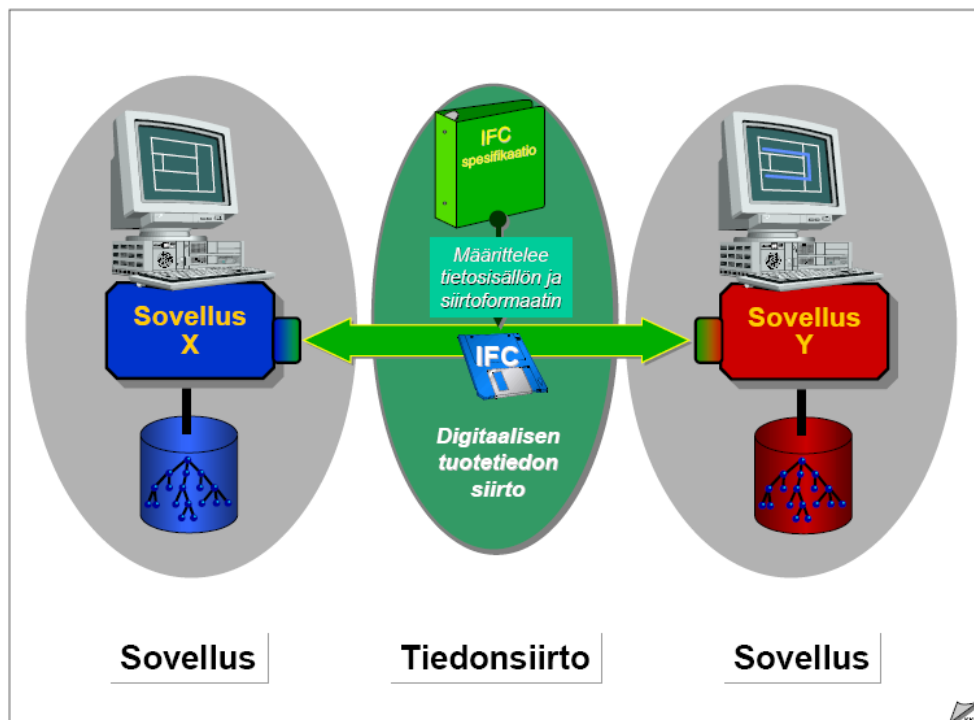 IFC
spesifikaatio
Määrittelee
tietosisällön ja
siirtoformaatin
Sovellus
X
IFC
Sovellus
Y
Digitaalisen
tuotetiedon
siirto
Sovellus
Tiedonsiirto
Sovellus